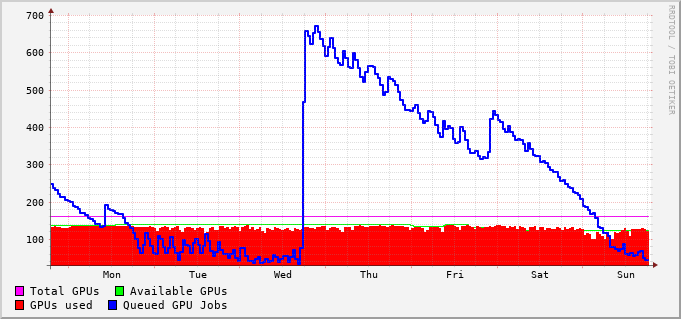 700
600
500
400
300
200
100
Mon Tue Wed Thu Fri Sat Sun
Total GPUs Available GPUs
GPUs used Queued GPU Jobs
RRDTOOL / TOBI OETIKER